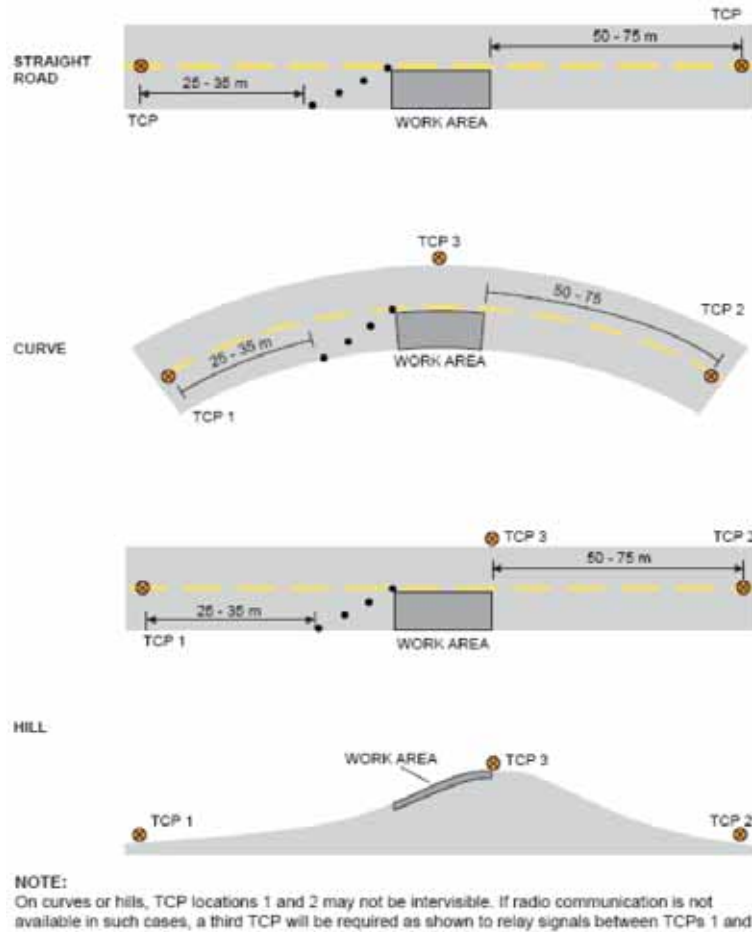 TCP
50 - 75 m
STRAIGHT
ROAD
25 - 35 m
TCP
WORK AREA
TCP 3
50 - 75
TCP 2
25 - 35 m
CURVE
WORK AREA
TCP 1
TCP 3
TCP 2
50 - 75 m
25 - 35 m
TCP 1
WORK AREA
HILL
WORK AREA
TCP 3
TCP 1
TCP 2
NOTE:
On curves or hills, TCP locations 1 and 2 may not be intervisible. If radio communication is not
available in such cases, a third TCP will be required as shown to relay signals between TCPs 1 and